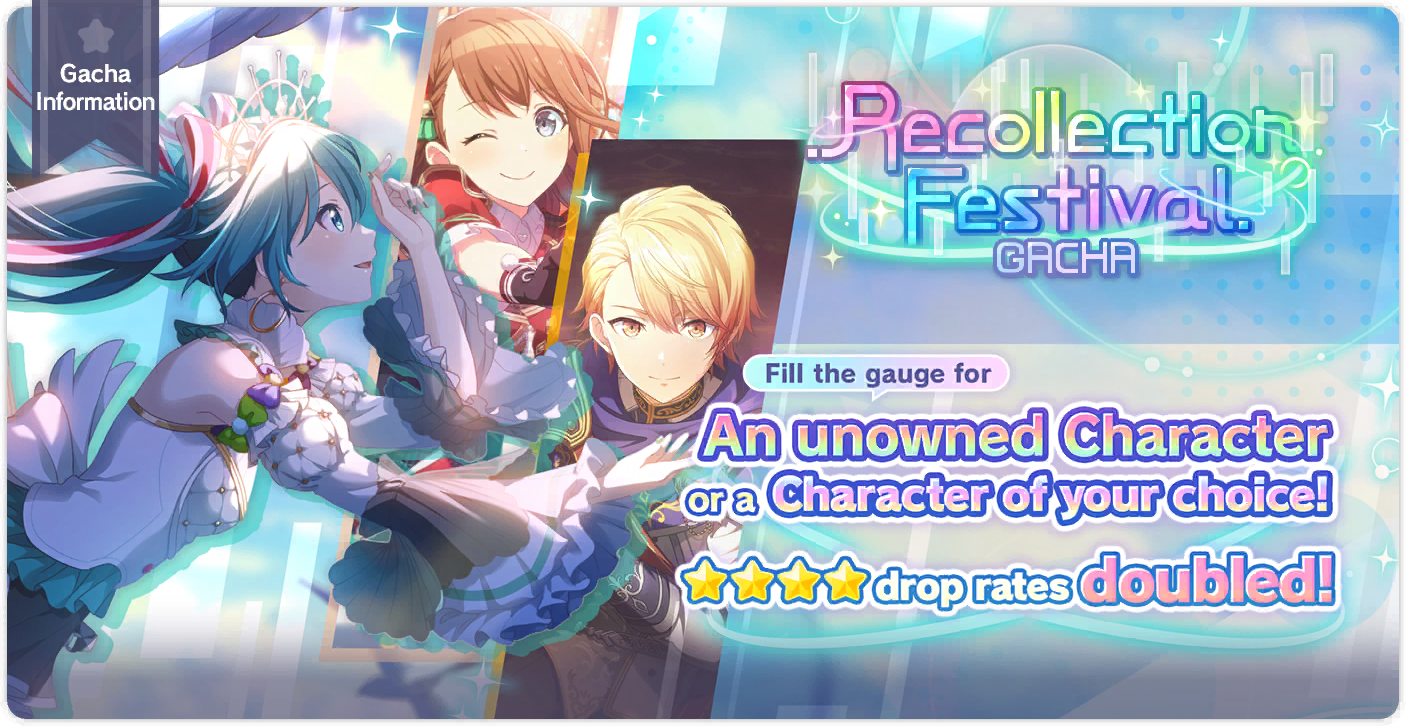 Gacha
Information
Recollection
Festival.
GACHA
Fill the gauge for
An unowned Character
or a Character of your choice!
★★★★ drop rates doubled!